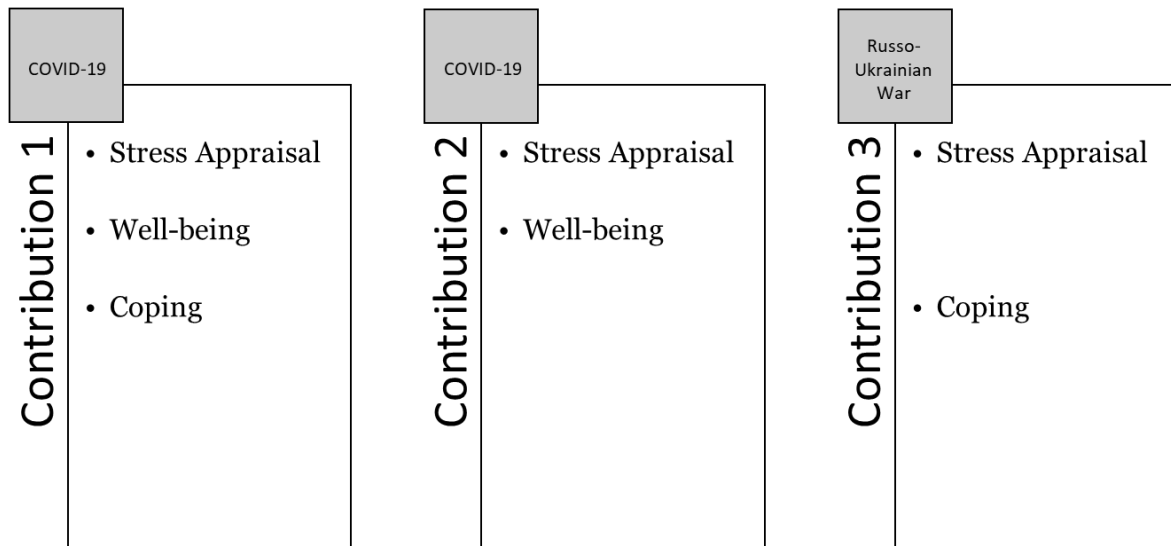 COVID-19
Contribution 1
• Stress Appraisal
• Well-being
• Coping
COVID-19
Contribution 2
• Stress Appraisal
• Well-being
Russo-
Ukrainian
War
Contribution 3
• Stress Appraisal
• Coping